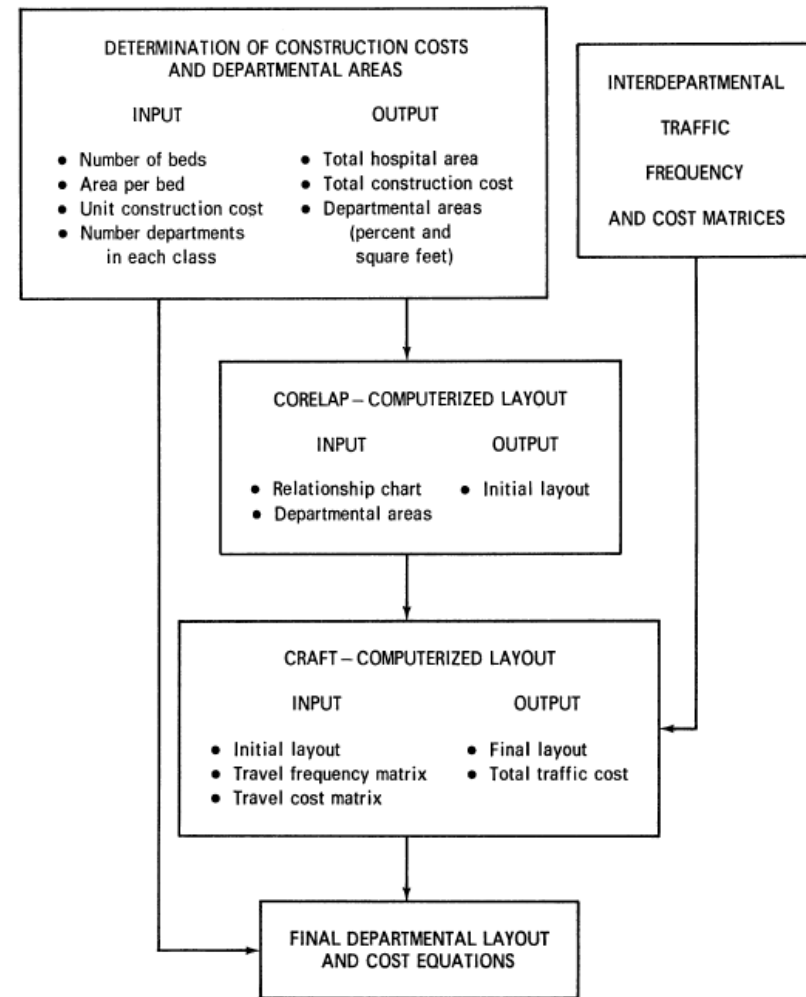 DETERMINATION OF CONSTRUCTION COSTS
AND DEPARTMENTAL AREAS
INPUT
• Number of beds
• Area per bed
• Unit construction cost
• Number departments
in each class
OUTPUT
• Total hospital area
• Total construction cost
• Departmental areas
(percent and
square feet)
INTERDEPARTMENTAL
TRAFFIC
FREQUENCY
AND COST MATRICES
CORELAP – COMPUTERIZED LAYOUT
INPUT
• Relationship chart
• Departmental areas
OUTPUT
• Initial layout
CRAFT – COMPUTERIZED LAYOUT
INPUT
• Initial layout
• Travel frequency matrix
• Travel cost matrix
OUTPUT
• Final layout
• Total traffic cost
FINAL DEPARTMENTAL LAYOUT
AND COST EQUATIONS